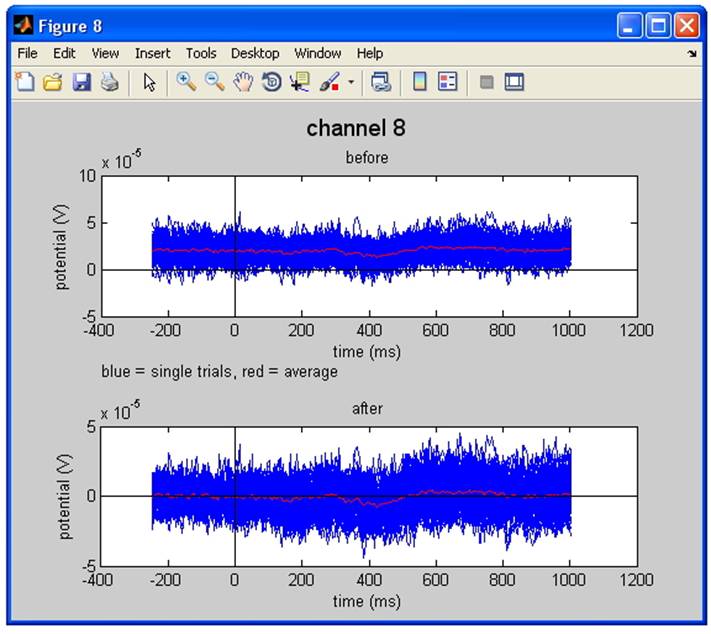 Figure 8
File Edit View Insert Tools Desktop Window Help
channel 8
before
x 10-5
10
5
0
-5
potential (V)
-400 -200 0 200 400 600 800 1000 1200
time (ms)
blue = single trials, red = average
after
x 10-5
5
0
-5
potential (V)
-400 -200 0 200 400 600 800 1000 1200
time (ms)